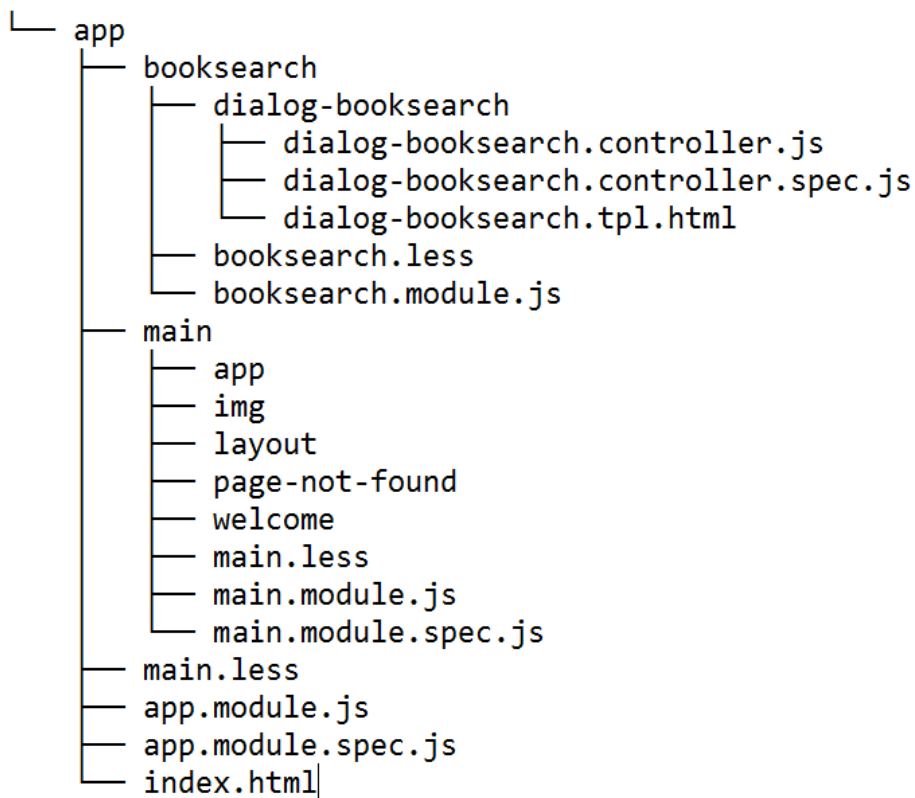 └── app
    ├── booksearch
    │   ├── dialog-booksearch
    │   │   ├── dialog-booksearch.controller.js
    │   │   ├── dialog-booksearch.controller.spec.js
    │   │   └── dialog-booksearch.tpl.html
    │   ├── booksearch.less
    │   └── booksearch.module.js
    ├── main
    │   ├── app
    │   ├── img
    │   ├── layout
    │   ├── page-not-found
    │   ├── welcome
    │   ├── main.less
    │   ├── main.module.js
    │   └── main.module.spec.js
    ├── main.less
    ├── app.module.js
    ├── app.module.spec.js
    └── index.html